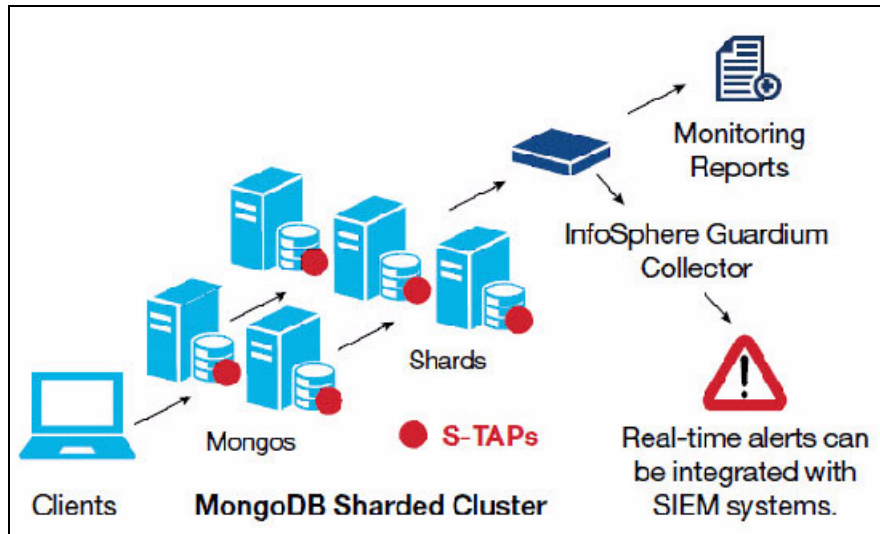 Monitoring
Reports
InfoSphere Guardium
Collector
Shards
Mongos
S-TAPs
Real-time alerts can
be integrated with
SIEM systems.
Clients
MongoDB Sharded Cluster